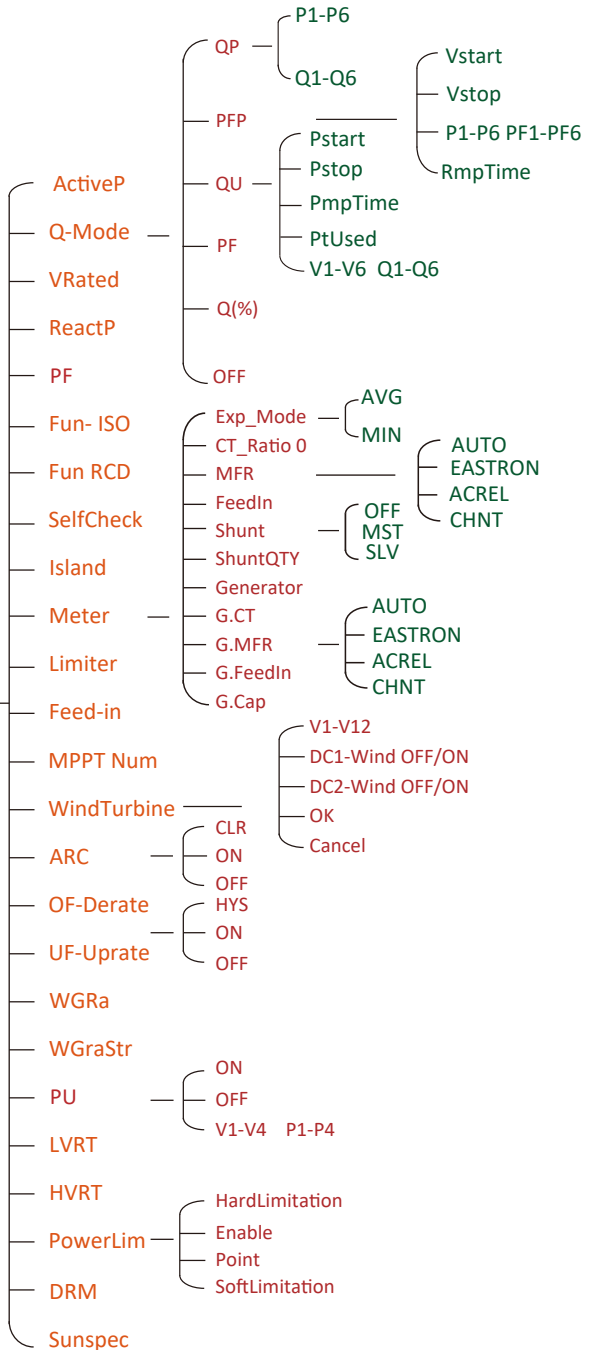 ActiveP
Q-Mode
VRated
ReactP
PF
Fun- ISO
Fun RCD
SelfCheck
Island
Meter
Limiter
Feed-in
MPPT Num
WindTurbine
ARC
OF-Derate
UF-Uprate
WGRa
WGraStr
PU
LVRT
HVRT
PowerLim
DRM
Sunspec
QP
PFP
QU
PF
Q(%)
OFF
P1-P6
Q1-Q6
Vstart
Vstop
P1-P6 PF1-PF6
RmpTime
Pstart
Pstop
PmpTime
PtUsed
V1-V6 Q1-Q6
Exp_Mode
CT_Ratio 0
MFR
FeedIn
Shunt
ShuntQTY
Generator
G.CT
G.MFR
G.FeedIn
G.Cap
AVG
MIN
AUTO
EASTRON
ACREL
CHNT
OFF
MST
SLV
AUTO
EASTRON
ACREL
CHNT
V1-V12
DC1-Wind OFF/ON
DC2-Wind OFF/ON
OK
Cancel
CLR
ON
OFF
HYS
ON
OFF
ON
OFF
V1-V4 P1-P4
HardLimitation
Enable
Point
SoftLimitation